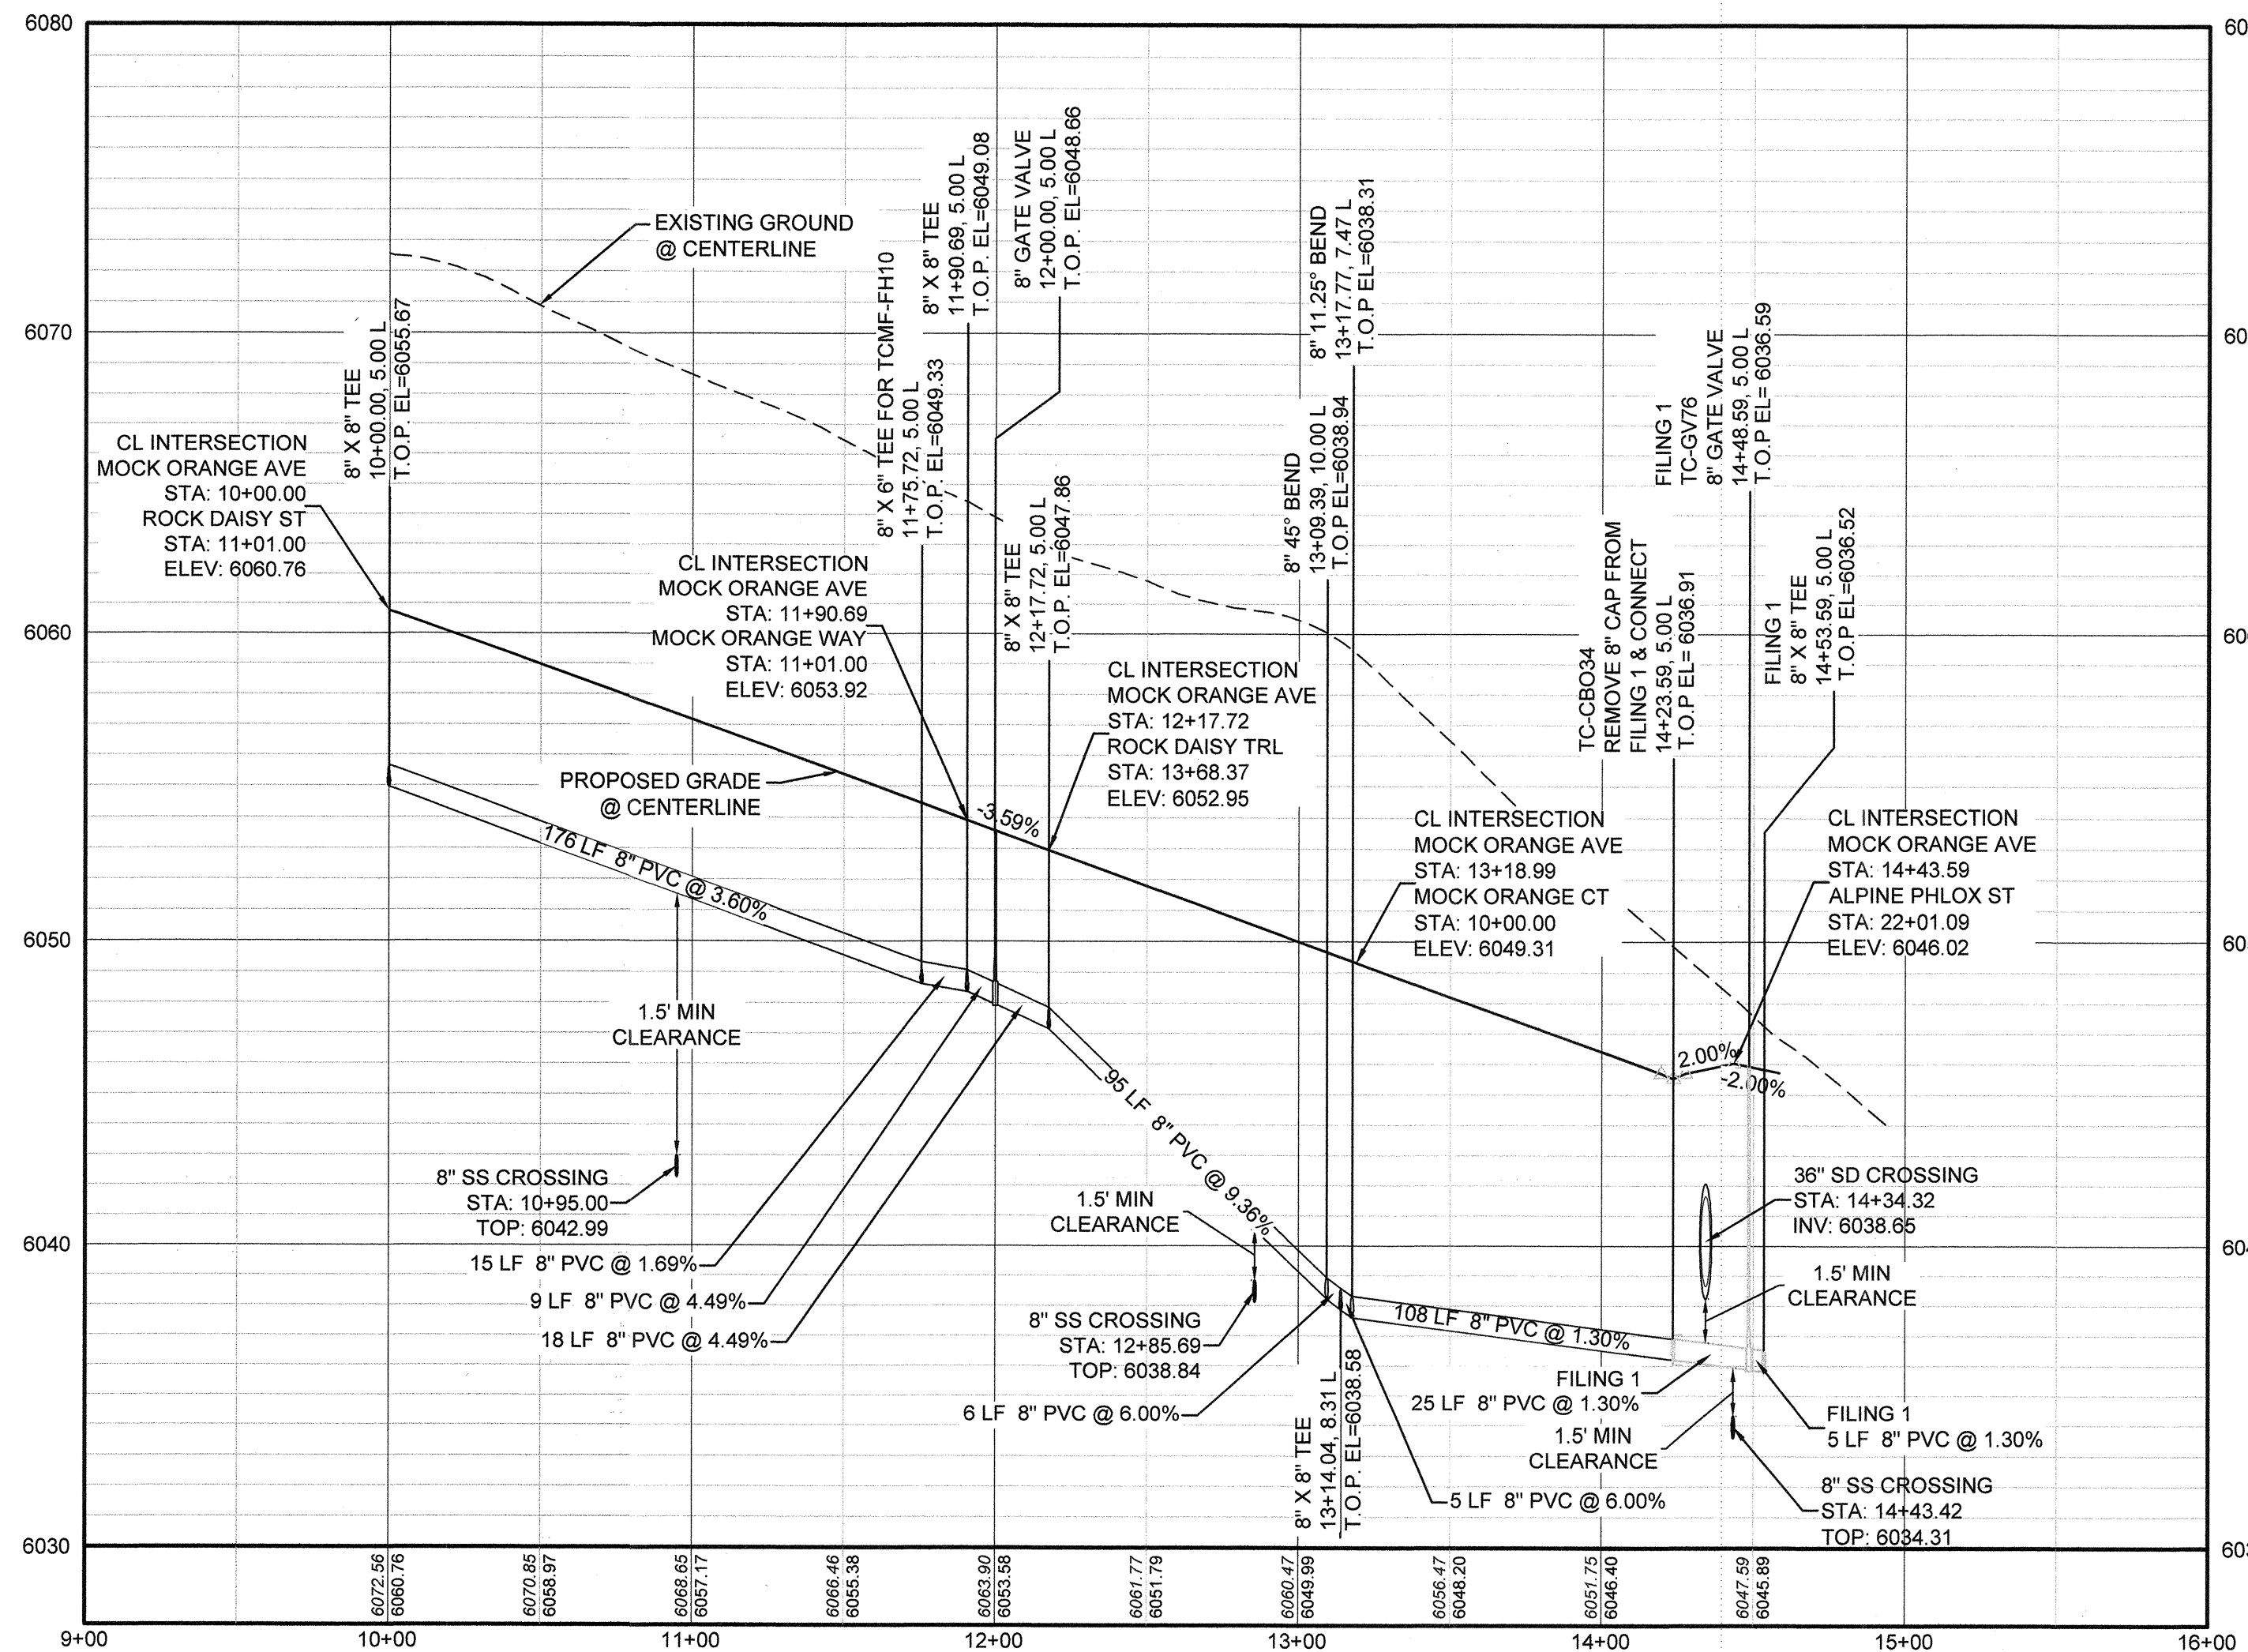 6080
6070
6060
6050
6040
6030
60
60
EXISTING GROUND
@ CENTERLINE
CL INTERSECTION
MOCK ORANGE AVE
STA: 10+00.00
ROCK DAISY ST
STA: 11+01.00
ELEV: 6060.76
8" X 8" TEE
10+00.00, 5.00 L
T.O.P. EL=6055.67
8" X 6" TEE FOR TCMF-FH10
11+75.72, 5.00 L
T.O.P. EL=6049.33
8" X 8" TEE
11+90.69, 5.00 L
T.O.P. EL=6049.08
8" GATE VALVE
12+00.00, 5.00 L
T.O.P. EL=6048.66
8" X 8" TEE
12+17.72, 5.00 L
T.O.P. EL=6047.86
8" 45° BEND
13+09.39, 10.00 L
T.O.P EL=6038.94
8" 11.25° BEND
13+17.77, 7.47 L
T.O.P EL=6038.31
TC-CBO34
REMOVE 8" CAP FROM
FILING 1 & CONNECT
14+23.59, 5.00 L
T.O.P EL= 6036.91
FILING 1
TC-GV76
8" GATE VALVE
14+48.59, 5.00 L
T.O.P EL= 6036.59
FILING 1
8" X 8" TEE
14+53.59, 5.00 L
T.O.P EL=6036.52
CL INTERSECTION
MOCK ORANGE AVE
STA: 11+90.69
MOCK ORANGE WAY
STA: 11+01.00
ELEV: 6053.92
CL INTERSECTION
MOCK ORANGE AVE
STA: 12+17.72
ROCK DAISY TRL
STA: 13+68.37
ELEV: 6052.95
PROPOSED GRADE
@ CENTERLINE
-3.59%
CL INTERSECTION
MOCK ORANGE AVE
STA: 13+18.99
MOCK ORANGE CT
STA: 10+00.00
ELEV: 6049.31
CL INTERSECTION
MOCK ORANGE AVE
STA: 14+43.59
ALPINE PHLOX ST
STA: 22+01.09
ELEV: 6046.02
2.00%
-2.00%
176 LF 8" PVC @ 3.60%
1.5' MIN
CLEARANCE
8" SS CROSSING
STA: 10+95.00
TOP: 6042.99
15 LF 8" PVC @ 1.69%
9 LF 8" PVC @ 4.49%
18 LF 8" PVC @ 4.49%
95 LF 8" PVC @ 9.36%
1.5' MIN
CLEARANCE
8" SS CROSSING
STA: 12+85.69
TOP: 6038.84
6 LF 8" PVC @ 6.00%
8" X 8" TEE
13+14.04, 8.31 L
T.O.P. EL=6038.58
108 LF 8" PVC @ 1.30%
5 LF 8" PVC @ 6.00%
36" SD CROSSING
STA: 14+34.32
INV: 6038.65
1.5' MIN
CLEARANCE
FILING 1
25 LF 8" PVC @ 1.30%
1.5' MIN
CLEARANCE
FILING 1
5 LF 8" PVC @ 1.30%
8" SS CROSSING
STA: 14+43.42
TOP: 6034.31
6072.56
6060.76
6070.85
6058.97
6068.65
6057.17
6066.46
6055.38
6063.90
6053.58
6061.77
6051.79
6060.47
6049.99
6056.47
6048.20
6051.75
6046.40
6047.59
6045.89
9+00
10+00
11+00
12+00
13+00
14+00
15+00
16+00